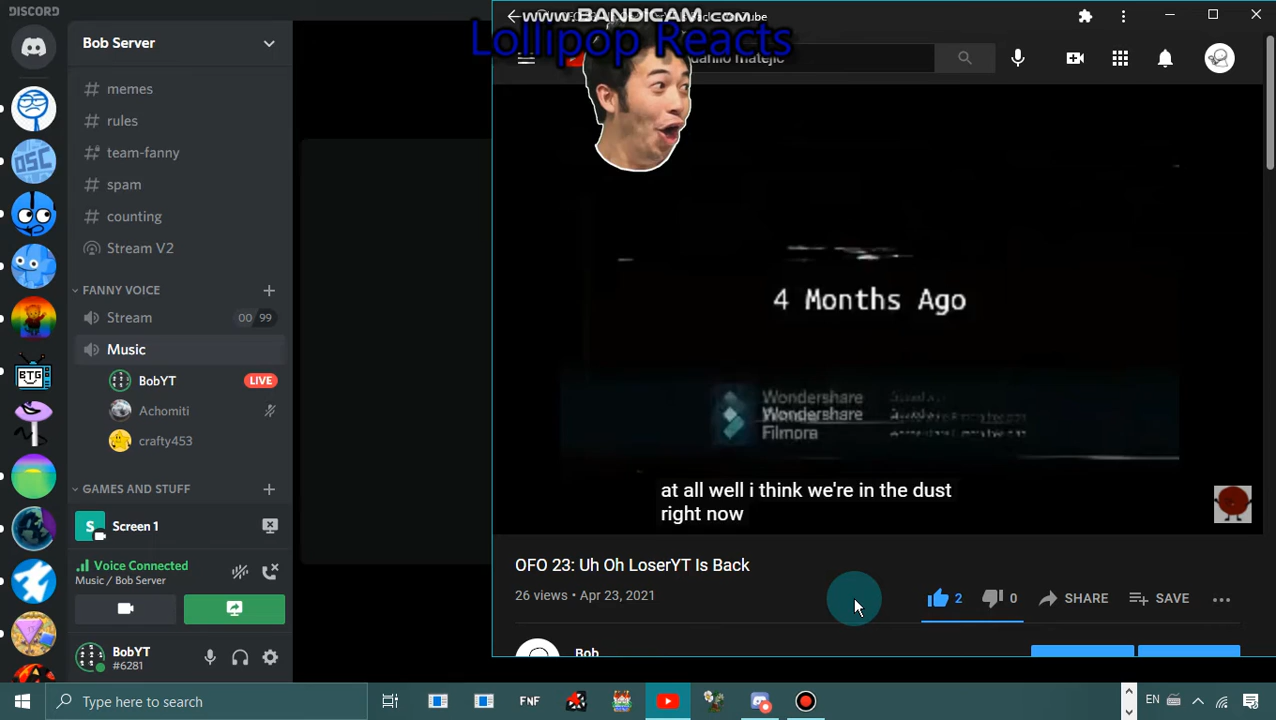 DISCORD
Bob Server
memes
rules
team-fanny
spam
counting
Stream V2
FANNY VOICE
Stream
00 99
Music
BobYT
LIVE
Achomiti
crafty453
GAMES AND STUFF
S
Screen 1
Voice Connected
Music / Bob Server
BobYT
#6281
BTG
www.BANDICAM.com
Lollipop Reacts
danilo matejic
4 Months Ago
Wondershare
Wondershare
Filmora
at all well i think we're in the dust
right now
OFO 23: Uh Oh LoserYT Is Back
26 views • Apr 23, 2021
2
0
SHARE
SAVE
Bob
Type here to search
FNF
EN